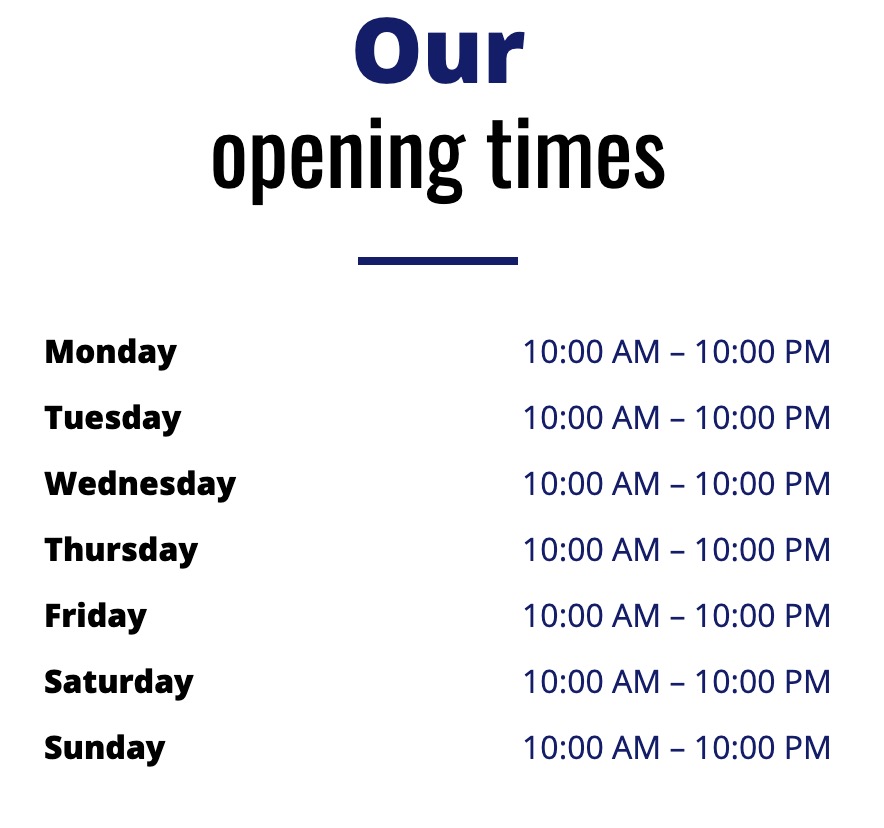 Our
opening times
Monday 10:00 AM – 10:00 PM
Tuesday 10:00 AM – 10:00 PM
Wednesday 10:00 AM – 10:00 PM
Thursday 10:00 AM – 10:00 PM
Friday 10:00 AM – 10:00 PM
Saturday 10:00 AM – 10:00 PM
Sunday 10:00 AM – 10:00 PM